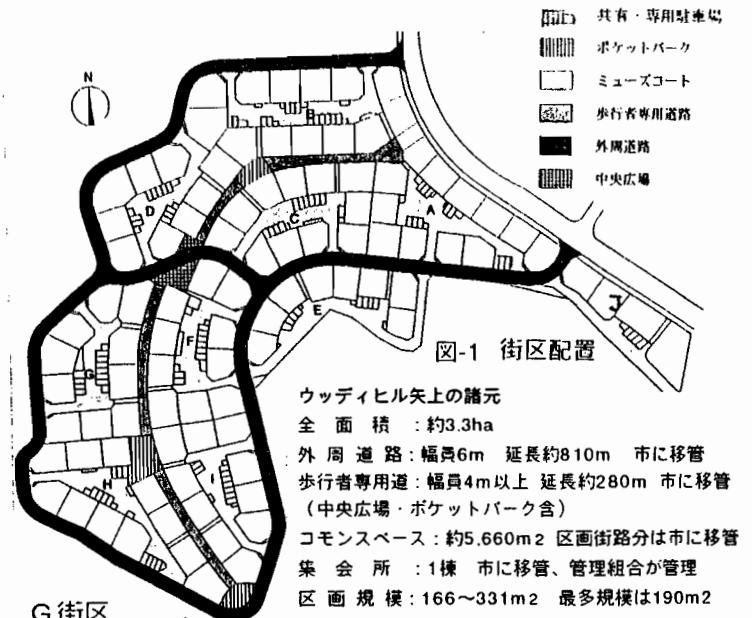 共有・専用駐車場
ポケットパーク
ミューズコート
歩行者専用道路
外周道路
中央広場
N
D
C
A
E
F
G
H
I
J
図-1 街区配置
ウッディヒル矢上の諸元
全面積：約3.3ha
外周道路：幅員6m 延長約810m 市に移管
歩行者専用道：幅員4m以上 延長約280m 市に移管
（中央広場・ポケットパーク含）
コモンスペース：約5,660m2 区画街路分は市に移管
集会所：1棟 市に移管、管理組合が管理
区画規模：166〜331m2 最多規模は190m2
G街区